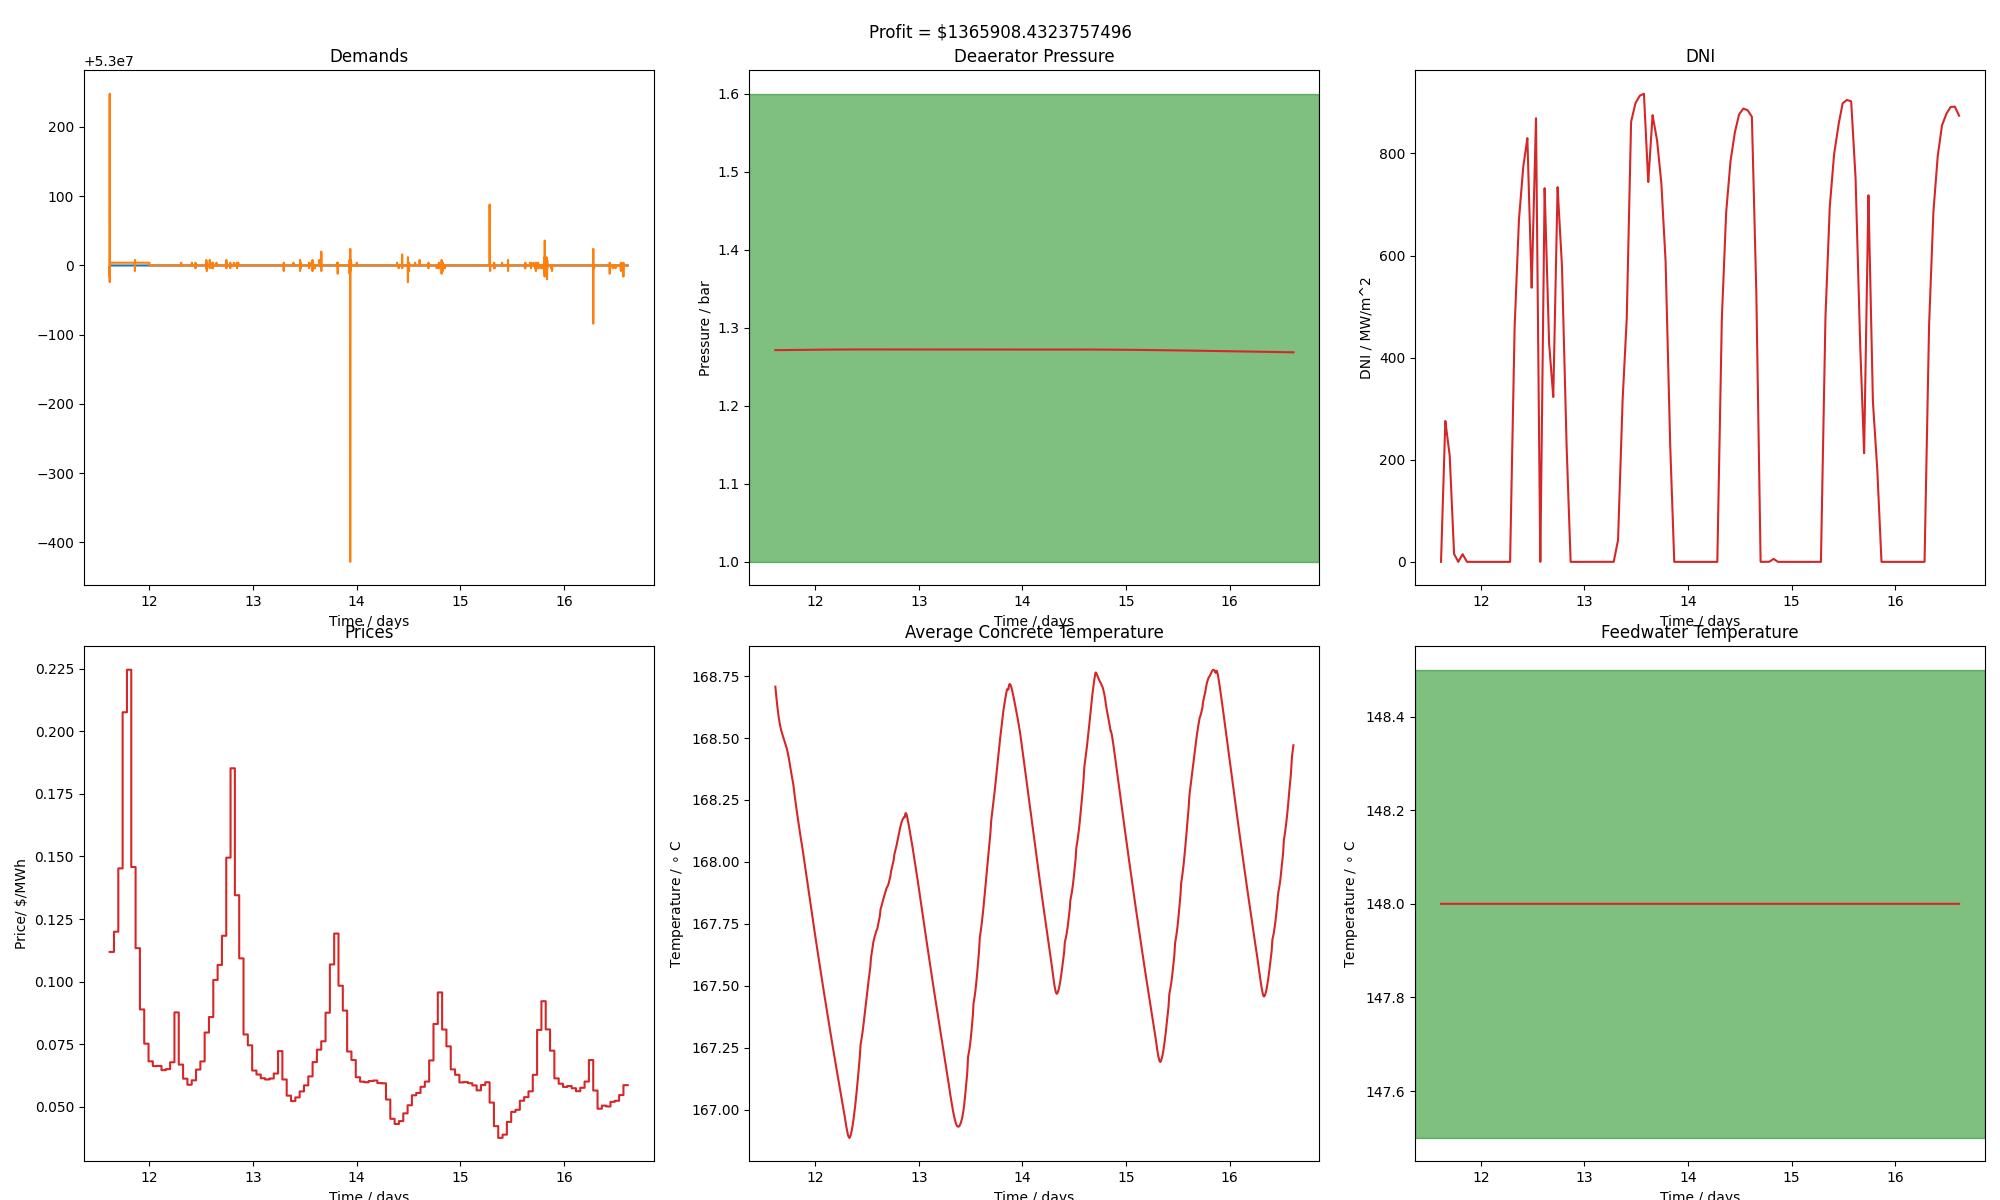 Profit = $1365908.4323757496
Demands
+5.3e7
200
100
0
−100
−200
−300
−400
12 13 14 15 16
Time / days
Deaerator Pressure
Pressure / bar
1.6
1.5
1.4
1.3
1.2
1.1
1.0
12 13 14 15 16
Time / days
DNI
DNI / MW/m^2
800
600
400
200
0
12 13 14 15 16
Time / days
Prices
Price/ $/MWh
0.225
0.200
0.175
0.150
0.125
0.100
0.075
0.050
12 13 14 15 16
Time / days
Average Concrete Temperature
Temperature / ∘ C
168.75
168.50
168.25
168.00
167.75
167.50
167.25
167.00
12 13 14 15 16
Time / days
Feedwater Temperature
Temperature / ∘ C
148.4
148.2
148.0
147.8
147.6
12 13 14 15 16
Time / days